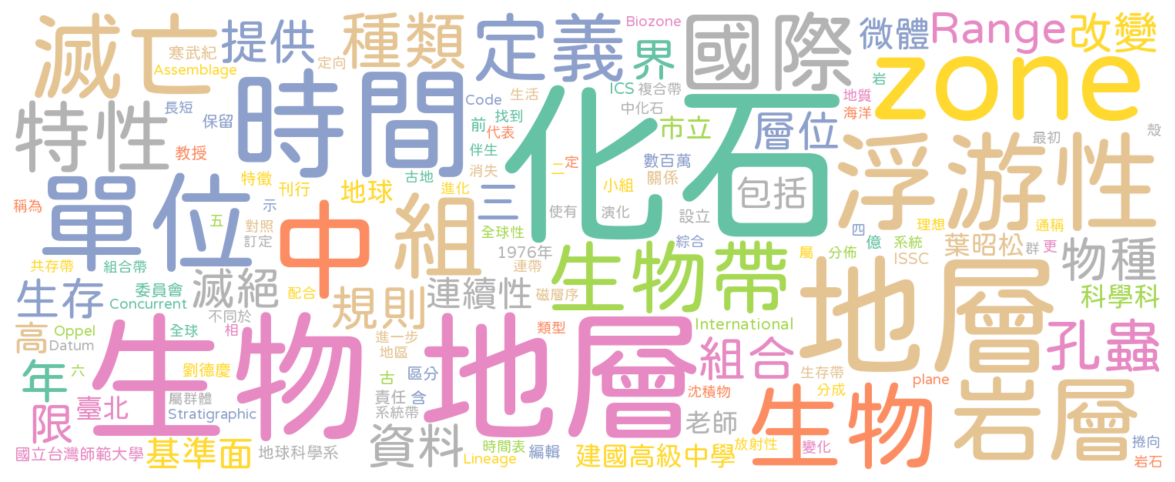 滅亡
寒武紀
Assemblage
提供
定向
種類
Code
定義
生活
界
Biozone
ICS
複合帶
中化石
國際
微體
Range
改變
岩
地質
海洋
zone
特性
長短
保留
教授
時間
前
找到
代表
伴生
消失
化石
市立
層位
數百萬
關係
最初
殼
浮游性
包括
單位
特徵
刊行
古地
進化
地球
稱為
示
五
對照
訂定
中
組
三
二
定
小組
使有
演化
設立
全球性
1976年
連帶
綜合
磁層序
四
億
理想
通稱
系統
ISSC
葉昭松
群
更
屬
分佈
物種
共存帶
組合帶
生存
委員會
Concurrent
滅絕
不同於
配合
規則
連續性
生物帶
科學科
高
Oppel
Datum
全球
相
生物地層
類型
進一步
地區
International
組合
地層
孔蟲
年
六
限
臺北
劉德慶
屬群體
Stratigraphic
古
區分
責任
含
系統帶
沈積物
老師
生存帶
分成
plane
生物
岩層
捲向
岩石
國立台灣師範大學
基準面
地球科學系
資料
時間表
Lineage
編輯
建國高級中學
放射性
變化